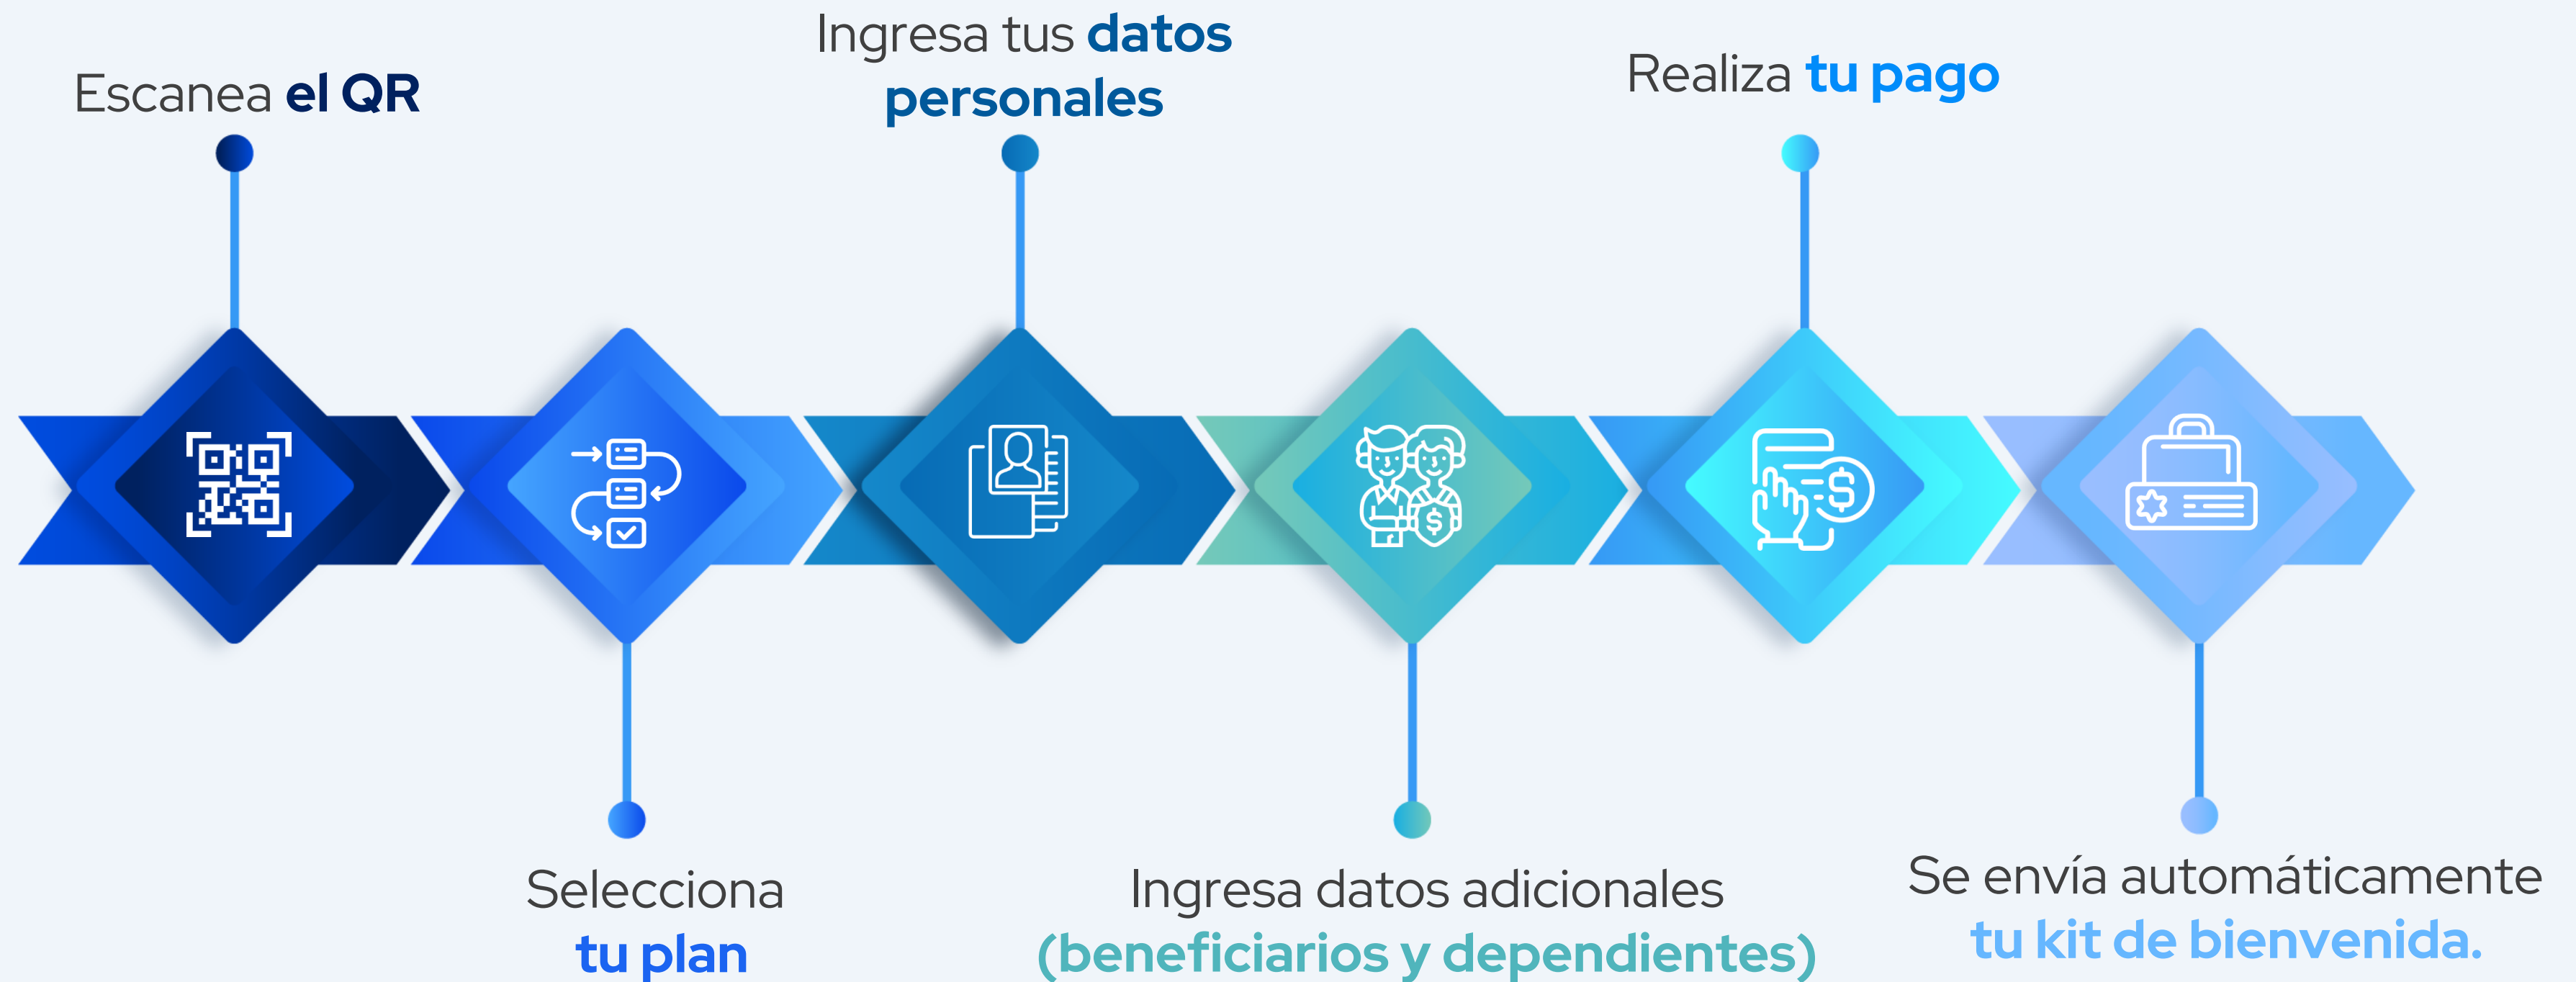 Escanea el QR
Selecciona
tu plan
Ingresa tus datos
personales
Ingresa datos adicionales
(beneficiarios y dependientes)
Realiza tu pago
Se envía automáticamente
tu kit de bienvenida.